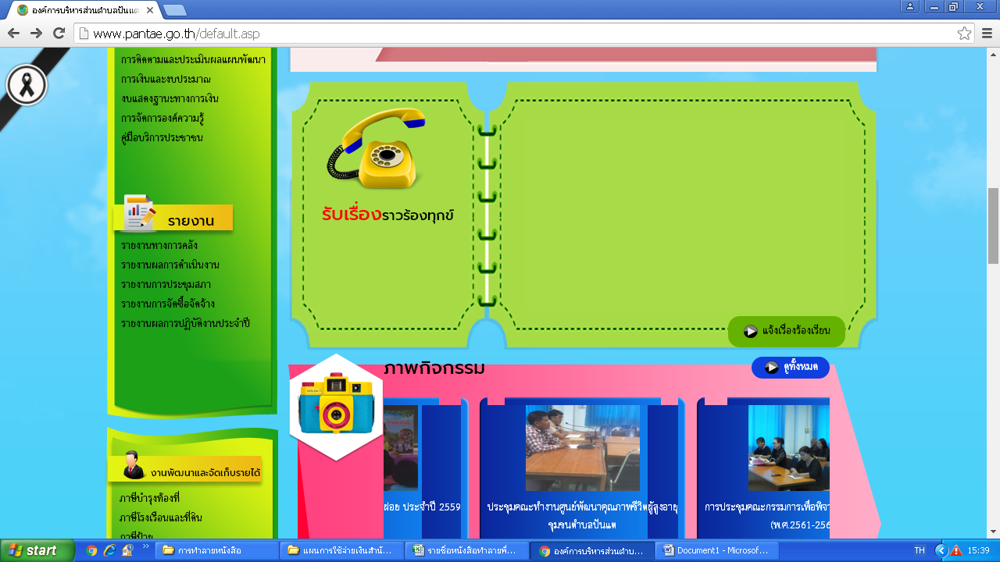 องค์การบริหารส่วนตำบลปันแต
www.pantae.go.th/default.asp
การติดตามและประเมินผลแผนพัฒนา
การเงินและงบประมาณ
งบแสดงฐานะทางการเงิน
การจัดการองค์ความรู้
คู่มือบริการประชาชน
รายงาน
รายงานทางการคลัง
รายงานผลการดำเนินงาน
รายงานการประชุมสภา
รายงานการจัดซื้อจัดจ้าง
รายงานผลการปฏิบัติงานประจำปี
งานพัฒนาและจัดเก็บรายได้
ภาษีบำรุงท้องที่
ภาษีโรงเรือนและที่ดิน
ภาษีป้าย
รับเรื่องราวร้องทุกข์
แจ้งเรื่องร้องเรียน
ภาพกิจกรรม
ดูทั้งหมด
ฝอย ประจำปี 2559
ประชุมคณะทำงานศูนย์พัฒนาคุณภาพชีวิตผู้สูงอายุ
ชุมชนตำบลปันแต
การประชุมคณะกรรมการเพื่อพิจา
(พ.ศ.2561-256
start
การทำลายหนังสือ
แผนการใช้จ่ายเงินสำนั...
รายชื่อหนังสือทำลายพี่...
องค์การบริหารส่วนตำบ...
Document1 - Microsof...
TH
15:39